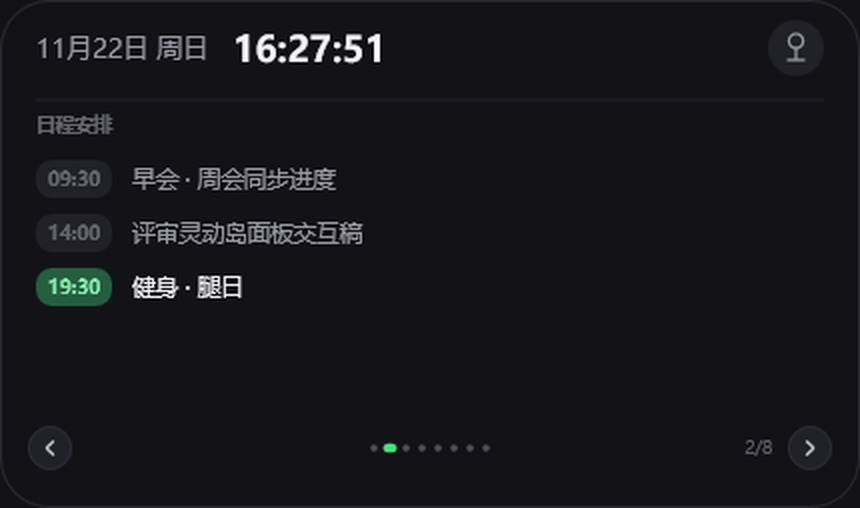 11月22日 周日 16:27:51
日程安排
09:30 早会 · 周会同步进度
14:00 评审灵动岛面板交互稿
19:30 健身 · 腿日
2/8